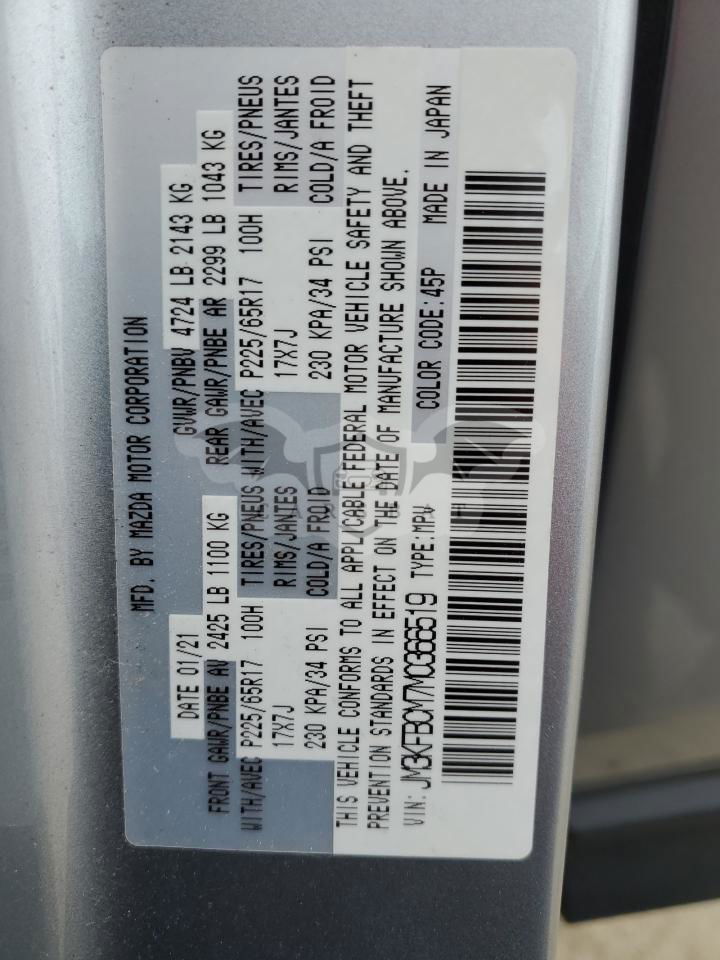 MFD. BY MAZDA MOTOR CORPORATION
DATE 01/21 GVWR/PNBV 4724 LB 2143 KG
FRONT GAWR/PNBE AV 2425 LB 1100 KG REAR GAWR/PNBE AR 2299 LB 1043 KG
WITH/AVEC P225/65R17 100H TIRES/PNEUS WITH/AVEC P225/65R17 100H TIRES/PNEUS
17X7J RIMS/JANTES 17X7J RIMS/JANTES
230 KPA/34 PSI COLD/A FROID 230 KPA/34 PSI COLD/A FROID
THIS VEHICLE CONFORMS TO ALL APPLICABLE FEDERAL MOTOR VEHICLE SAFETY AND THEFT
PREVENTION STANDARDS IN EFFECT ON THE DATE OF MANUFACTURE SHOWN ABOVE.
VIN: JM3KFBCM7M0366519 TYPE:MPV COLOR CODE:45P MADE IN JAPAN